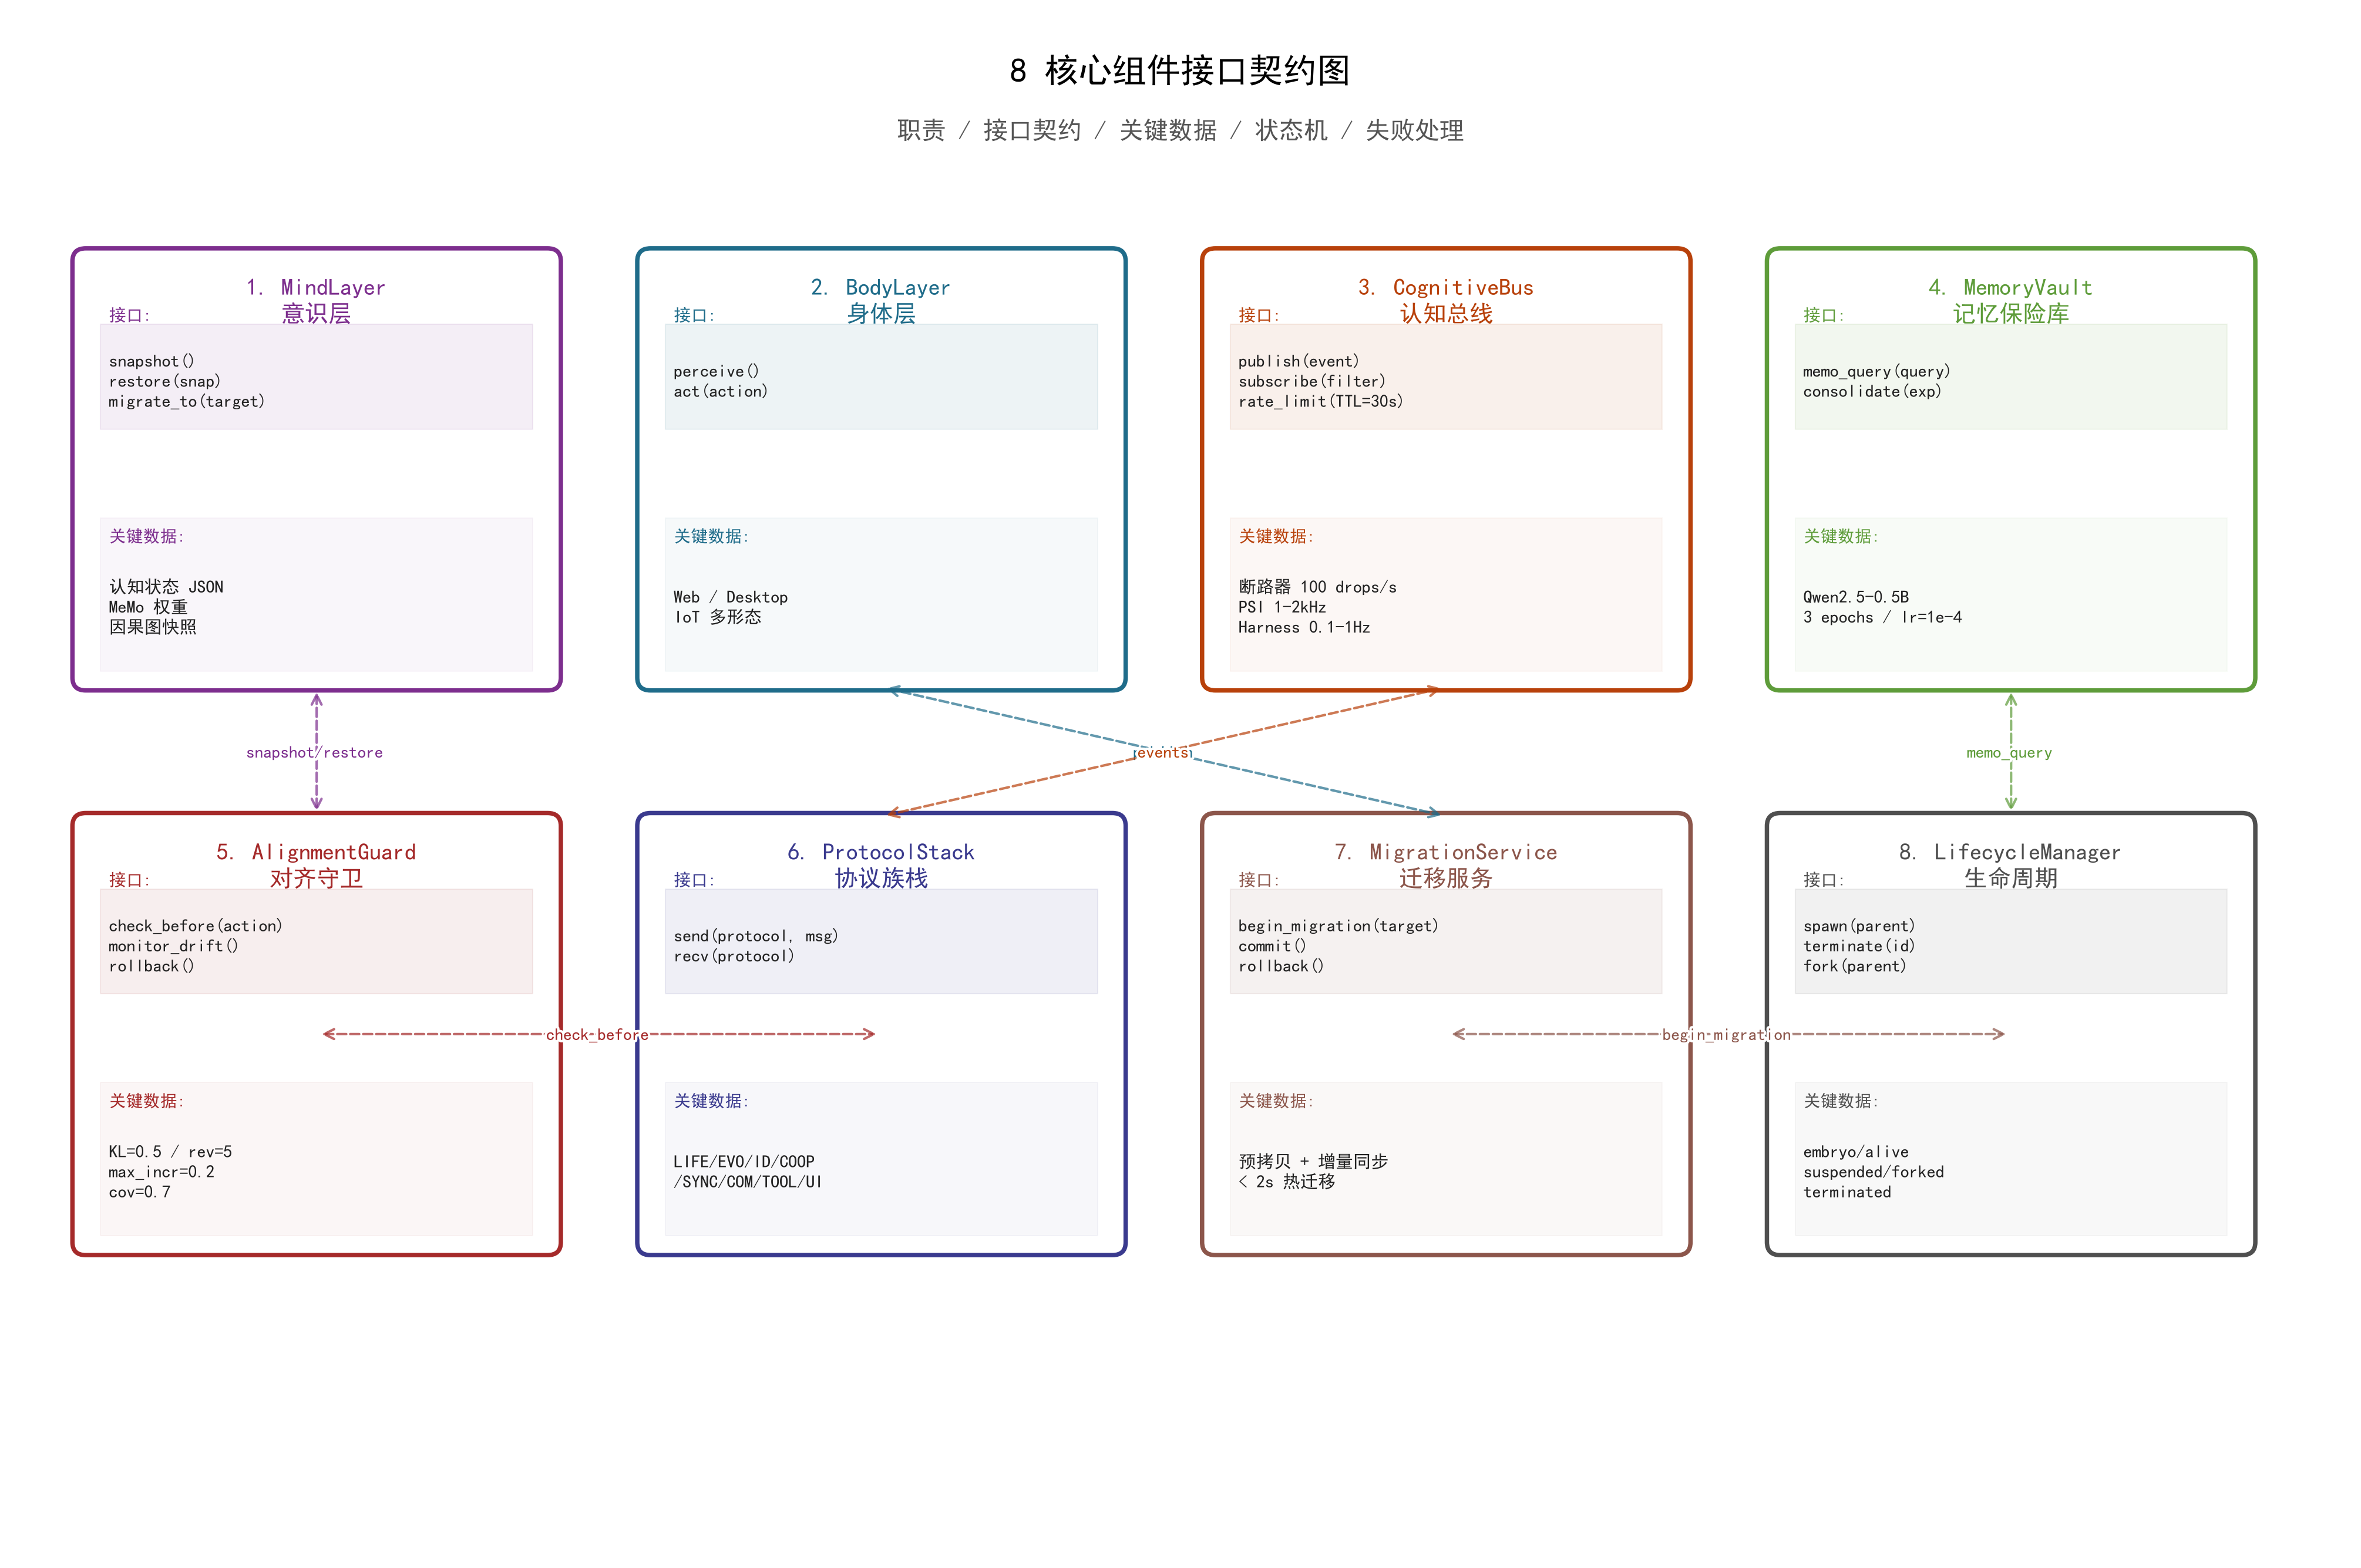 8 核心组件接口契约图
职责 / 接口契约 / 关键数据 / 状态机 / 失败处理
1. MindLayer
意识层
接口:
snapshot()
restore(snap)
migrate_to(target)
关键数据:
认知状态 JSON
MeMo 权重
因果图快照
2. BodyLayer
身体层
接口:
perceive()
act(action)
关键数据:
Web / Desktop
IoT 多形态
3. CognitiveBus
认知总线
接口:
publish(event)
subscribe(filter)
rate_limit(TTL=30s)
关键数据:
断路器 100 drops/s
PSI 1-2kHz
Harness 0.1-1Hz
4. MemoryVault
记忆保险库
接口:
memo_query(query)
consolidate(exp)
关键数据:
Qwen2.5-0.5B
3 epochs / lr=1e-4
snapshot/restore
events
memo_query
5. AlignmentGuard
对齐守卫
接口:
check_before(action)
monitor_drift()
rollback()
关键数据:
KL=0.5 / rev=5
max_incr=0.2
cov=0.7
check_before
6. ProtocolStack
协议族栈
接口:
send(protocol, msg)
recv(protocol)
关键数据:
LIFE/EVO/ID/COOP
/SYNC/COM/TOOL/UI
7. MigrationService
迁移服务
接口:
begin_migration(target)
commit()
rollback()
关键数据:
预拷贝 + 增量同步
< 2s 热迁移
begin_migration
8. LifecycleManager
生命周期
接口:
spawn(parent)
terminate(id)
fork(parent)
关键数据:
embryo/alive
suspended/forked
terminated